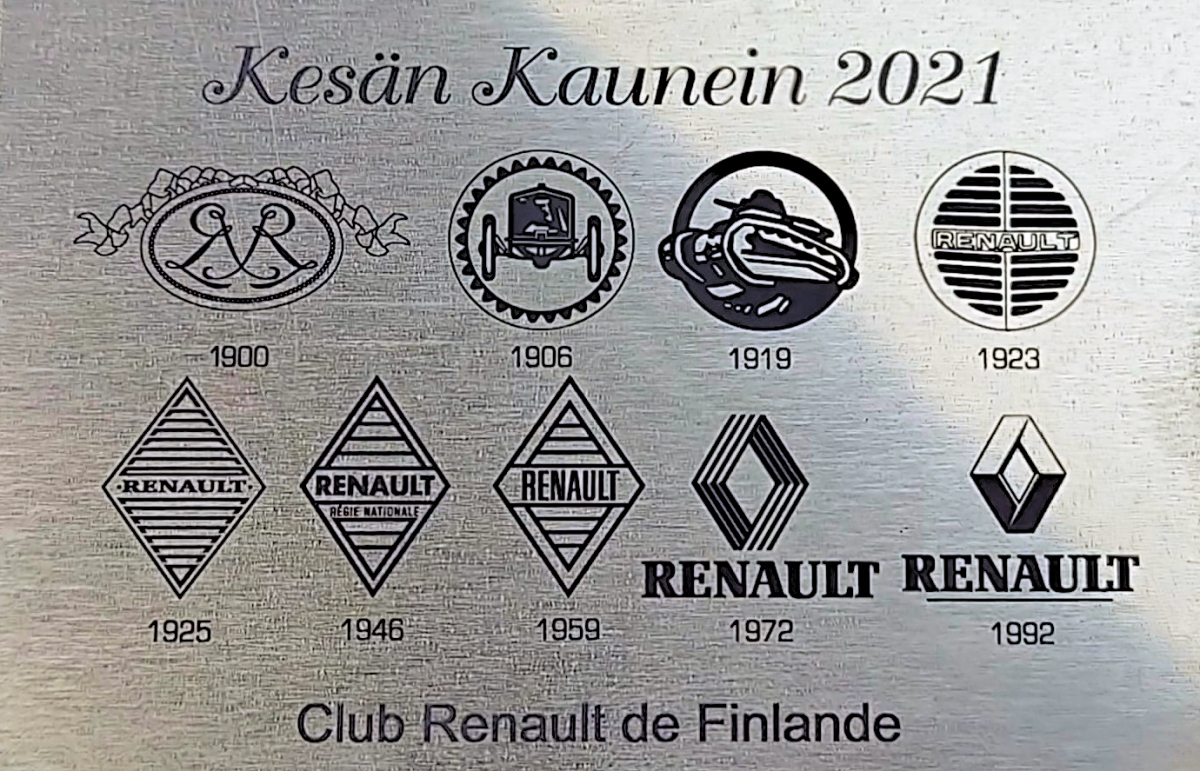 Kesän Kaunein 2021
RENAULT
1900 1906 1919 1923
·RENAULT· RENAULT RENAULT
RÉGIE NATIONALE
RENAULT RENAULT
1925 1946 1959 1972 1992
Club Renault de Finlande